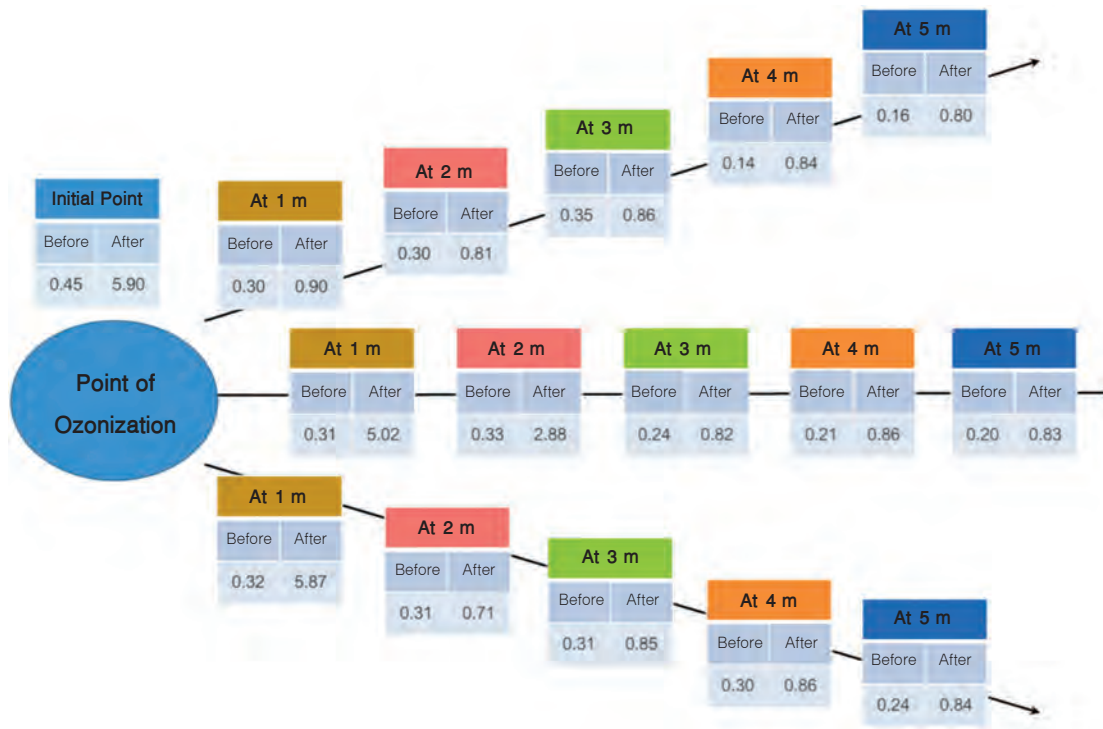 Initial Point
Before After
0.45 5.90
Point of
Ozonization
At 1 m
Before After
0.30 0.90
At 2 m
Before After
0.30 0.81
At 3 m
Before After
0.35 0.86
At 4 m
Before After
0.14 0.84
At 5 m
Before After
0.16 0.80
At 1 m
Before After
0.31 5.02
At 2 m
Before After
0.33 2.88
At 3 m
Before After
0.24 0.82
At 4 m
Before After
0.21 0.86
At 5 m
Before After
0.20 0.83
At 1 m
Before After
0.32 5.87
At 2 m
Before After
0.31 0.71
At 3 m
Before After
0.31 0.85
At 4 m
Before After
0.30 0.86
At 5 m
Before After
0.24 0.84